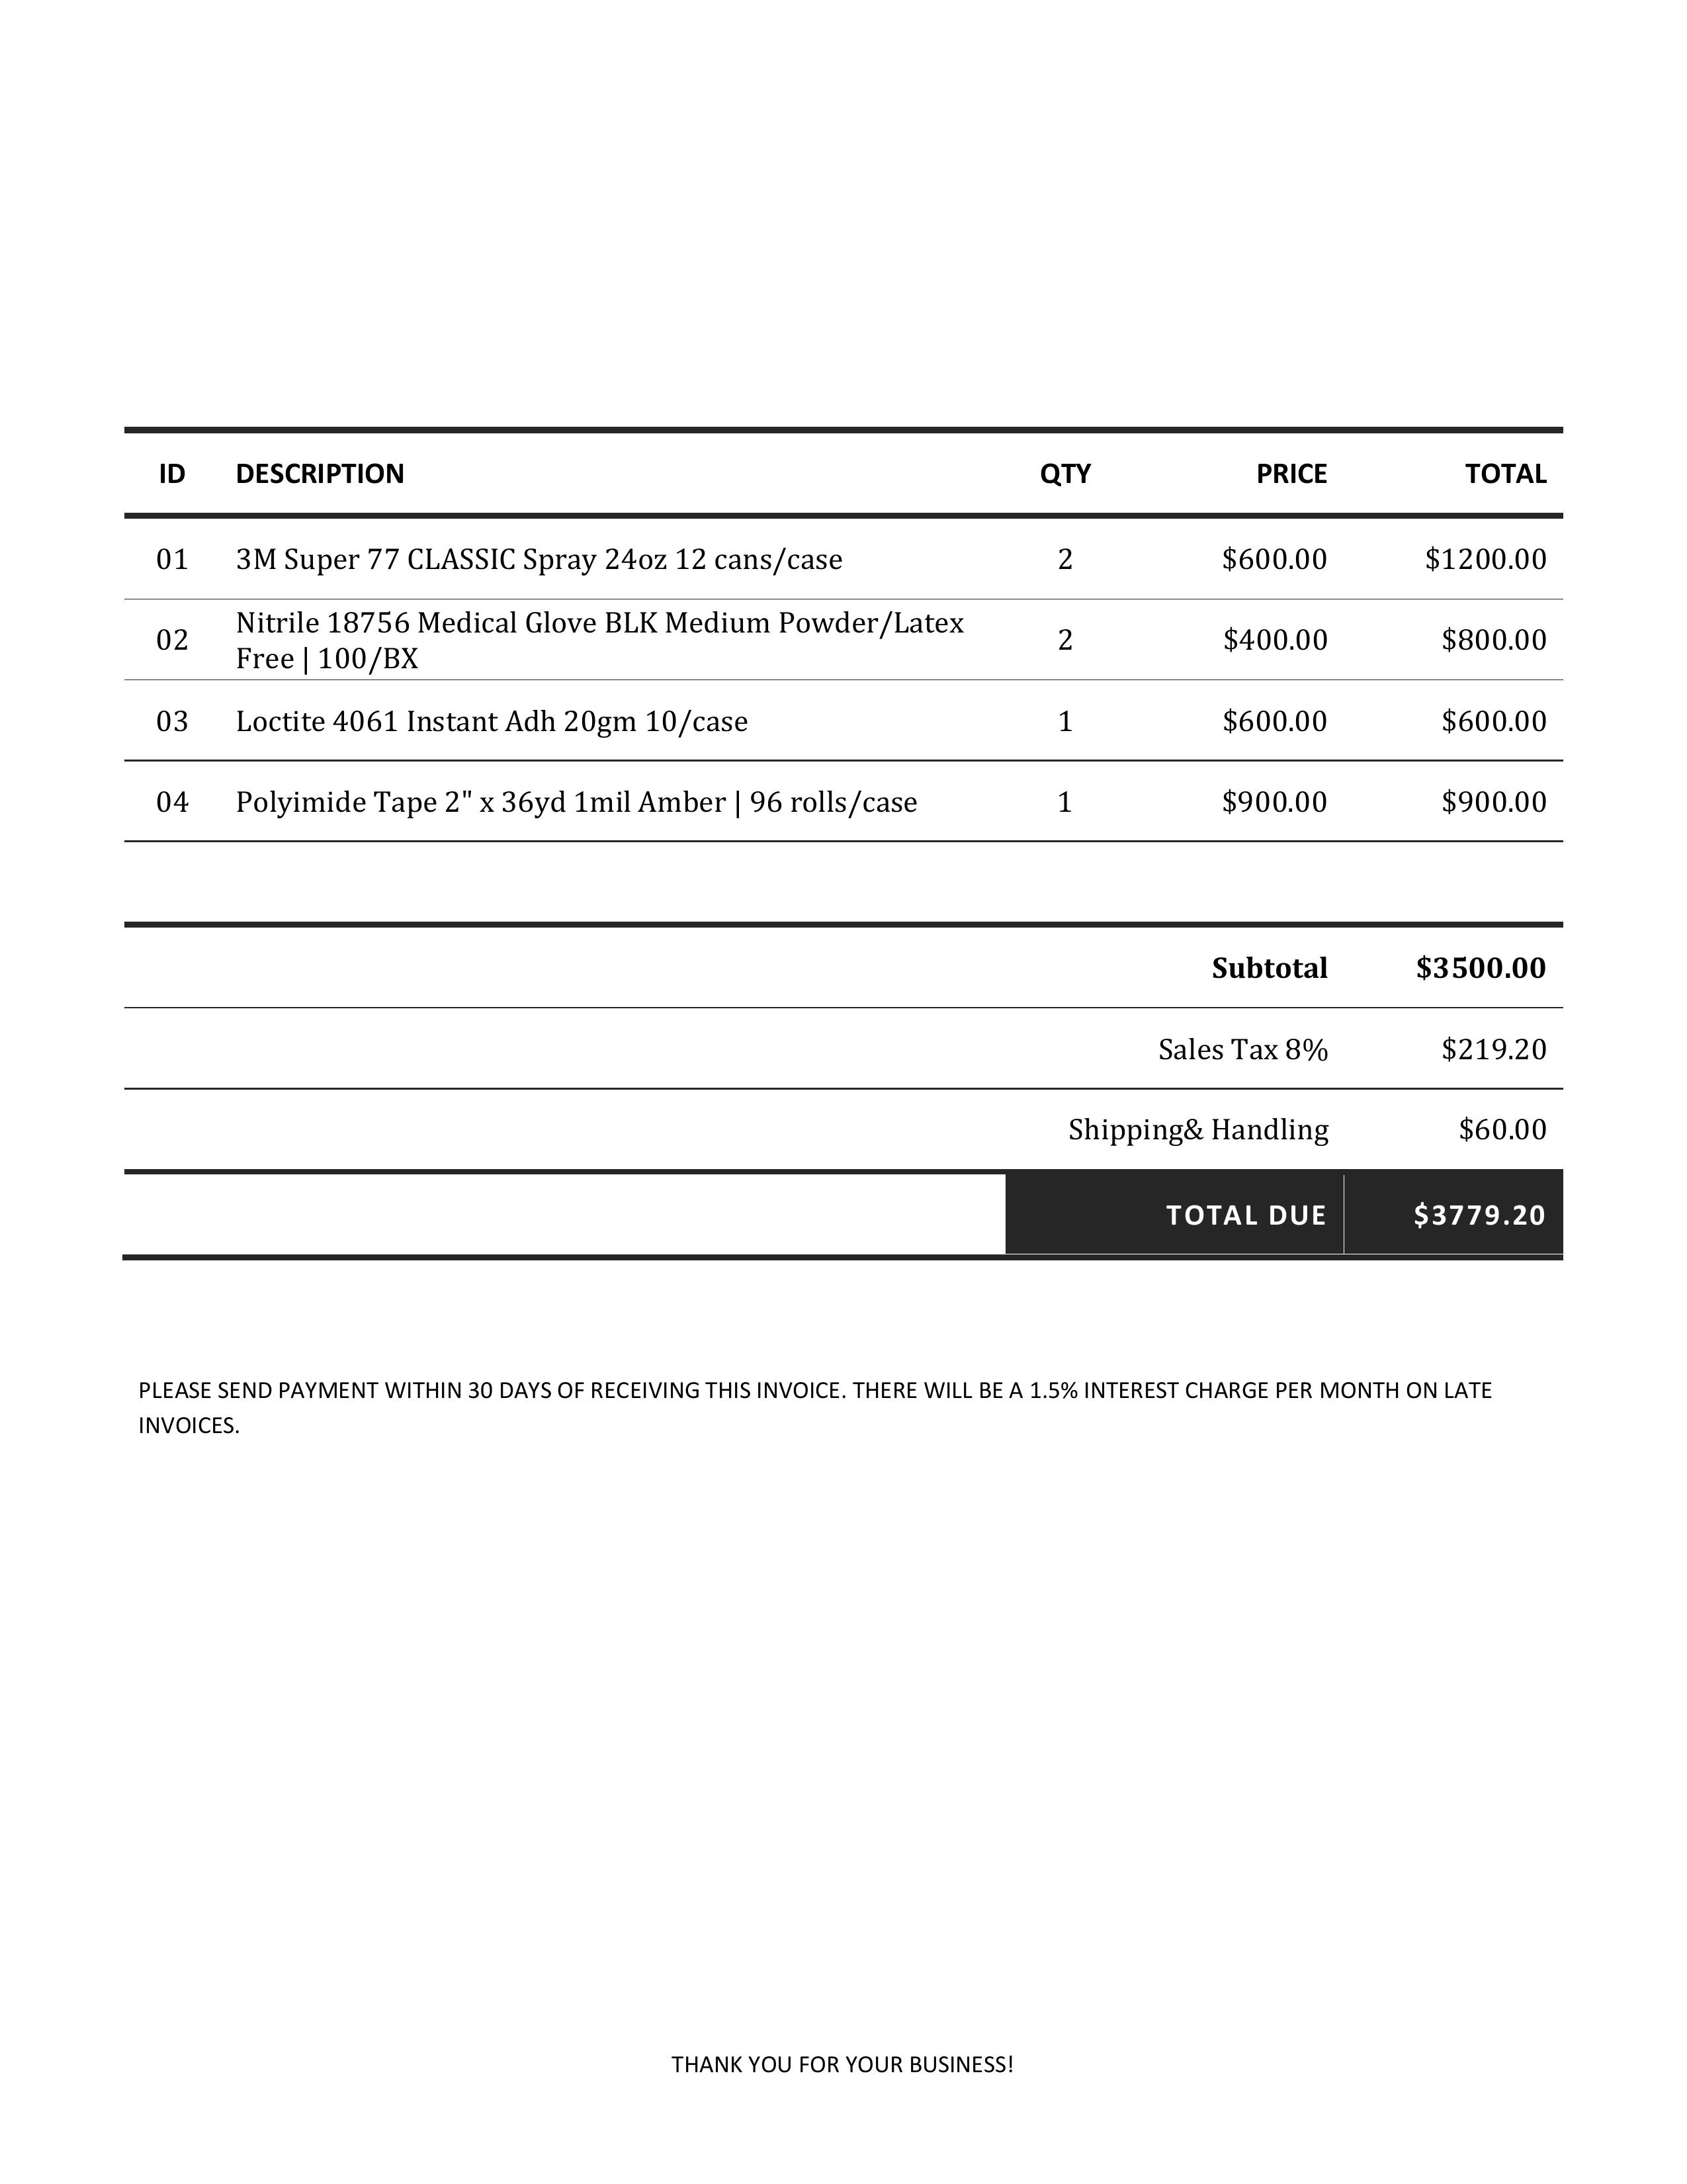 ID DESCRIPTION QTY PRICE TOTAL
01 3M Super 77 CLASSIC Spray 24oz 12 cans/case 2 $600.00 $1200.00
02 Nitrile 18756 Medical Glove BLK Medium Powder/Latex
Free | 100/BX 2 $400.00 $800.00
03 Loctite 4061 Instant Adh 20gm 10/case 1 $600.00 $600.00
04 Polyimide Tape 2" x 36yd 1mil Amber | 96 rolls/case 1 $900.00 $900.00
Subtotal $3500.00
Sales Tax 8% $219.20
Shipping& Handling $60.00
TOTAL DUE $3779.20
PLEASE SEND PAYMENT WITHIN 30 DAYS OF RECEIVING THIS INVOICE. THERE WILL BE A 1.5% INTEREST CHARGE PER MONTH ON LATE
INVOICES.
THANK YOU FOR YOUR BUSINESS!